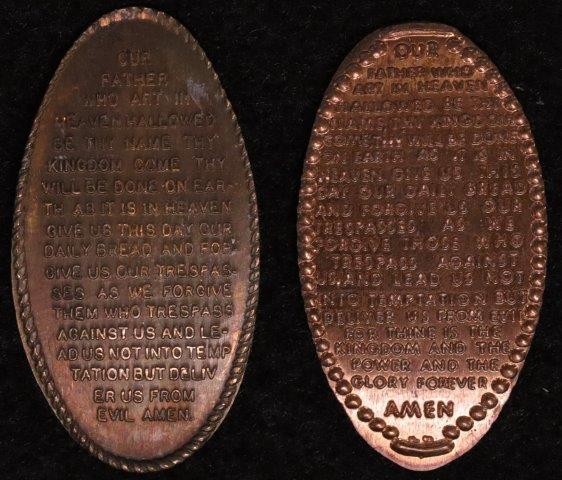 OUR
FATHER
WHO ART IN
HEAVEN HALLOWED
BE THY NAME THY
KINGDOM COME THY
WILL BE DONE ON EAR-
TH AS IT IS IN HEAVEN
GIVE US THIS DAY OUR
DAILY BREAD AND FOR
GIVE US OUR TRESPAS-
SES AS WE FORGIVE
THEM WHO TRESPASS
AGAINST US AND LE-
AD US NOT INTO TEMP
TATION BUT DELIV
ER US FROM
EVIL AMEN.
OUR
FATHER WHO
ART IN HEAVEN
HALLOWED BE THY
NAME THY KINGDOM
COME THY WILL BE DONE
ON EARTH AS IT IS IN
HEAVEN GIVE US THIS
DAY OUR DAILY BREAD
AND FORGIVE US OUR
TRESPASSES AS WE
FORGIVE THOSE WHO
TRESPASS AGAINST
US AND LEAD US NOT
INTO TEMPTATION BUT
DELIVER US FROM EVIL
FOR THINE IS THE
KINGDOM AND THE
POWER AND THE
GLORY FOREVER
AMEN